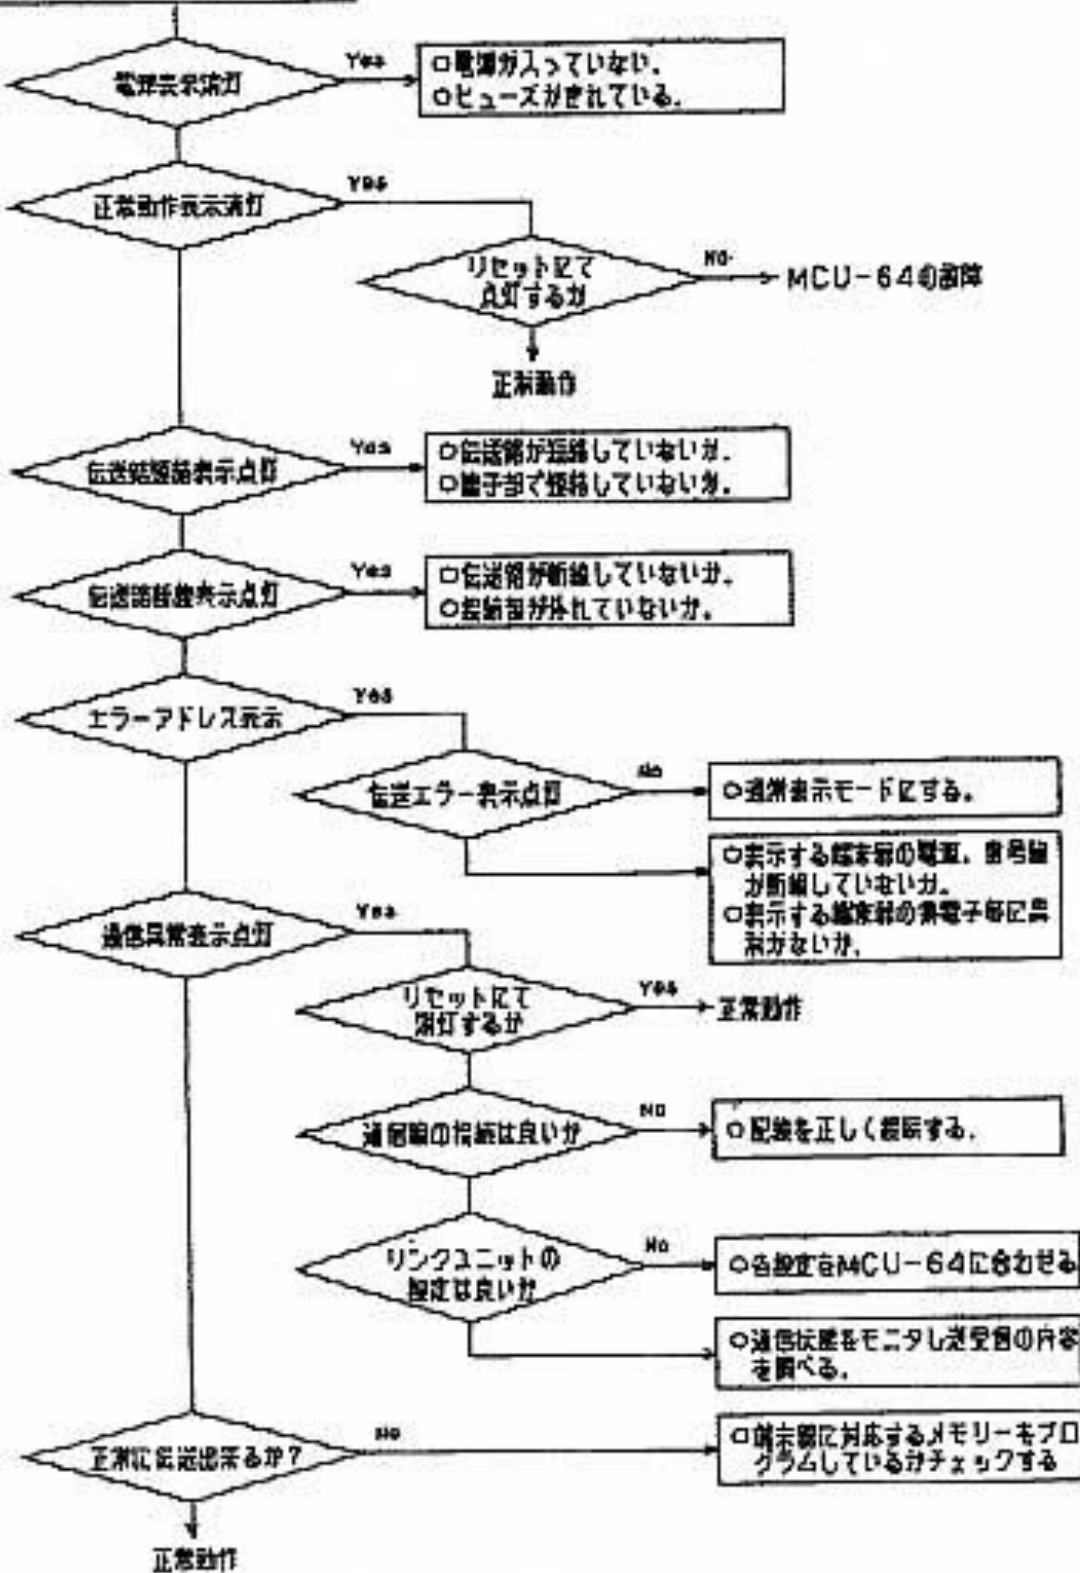 Yes
電源表示消灯
○電源が入っていない。
○ヒューズがきれている。
Yes
正常動作表示消灯
リセットにて
点灯するか
No
MCU-64の故障
正常動作
Yes
伝送路短絡表示点灯
○伝送路が短絡していないか。
○端子部で短絡していないか。
Yes
伝送路断線表示点灯
○伝送路が断線していないか。
○接続部が外れていないか。
Yes
エラーアドレス表示
伝送エラー表示点灯
No
○通常表示モードにする。
○表示する端末器の電源、信号線
が断線していないか。
○表示する端末器の
がないか。
Yes
通信異常表示点灯
リセットにて
消灯するか
Yes
正常動作
通信線の接続は良いか
No
○配線を正しく接続する。
リンクユニットの
設定は良いか
No
○各設定をMCU-64に合わせる
○通信状態をモニタし送受信の内容
を調べる。
正常に伝送出来るか?
No
○端末器に対応するメモリーをプロ
グラムしているかチェックする
正常動作